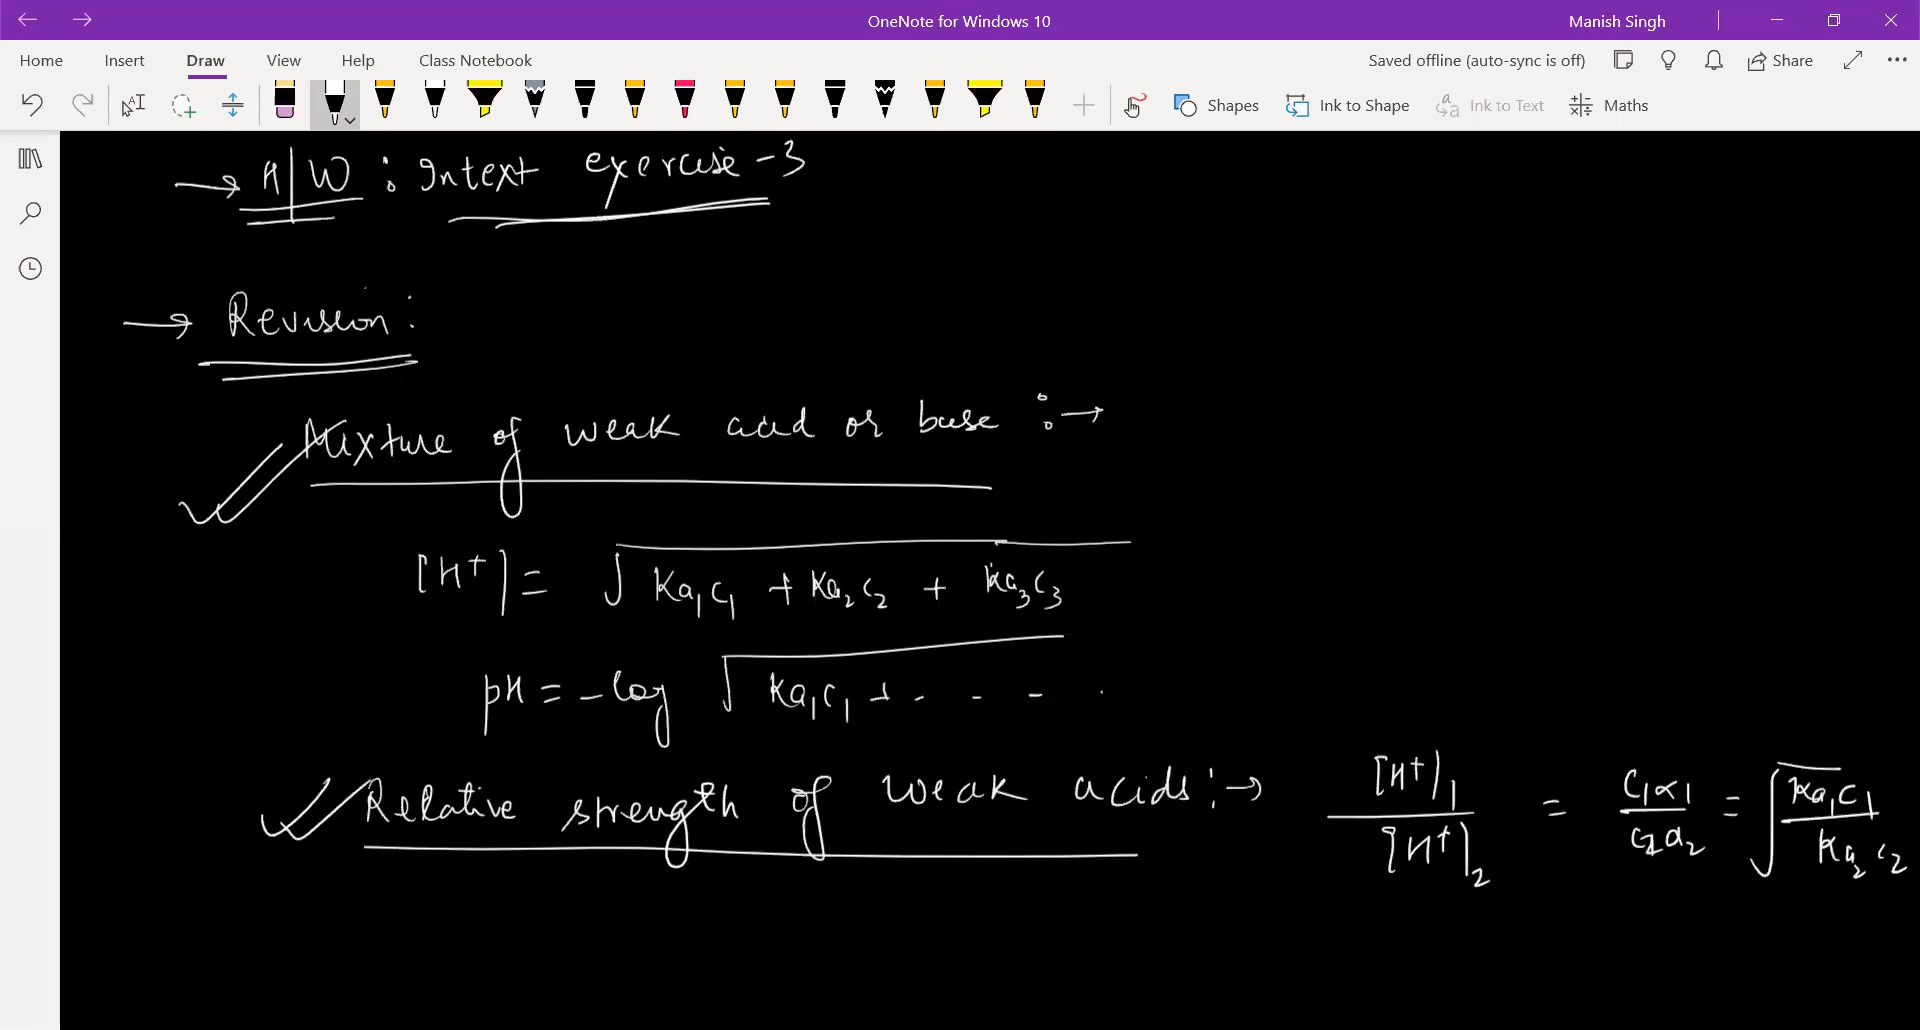 OneNote for Windows 10
Manish Singh
Home Insert Draw View Help Class Notebook
Saved offline (auto-sync is off) Share
Shapes Ink to Shape Ink to Text Maths
→ H|W : Intext exercise -3
→ Revision :
Mixture of weak acid or base :→
[H⁺] = √(Ka₁C₁ + Ka₂C₂ + Ka₃C₃)
pH = -log √(Ka₁C₁ + - - - .
Relative strength of weak acids :→ [H⁺]₁ / [H⁺]₂ = C₁α₁ / C₂α₂ = √(Ka₁C₁ / Ka₂C₂)